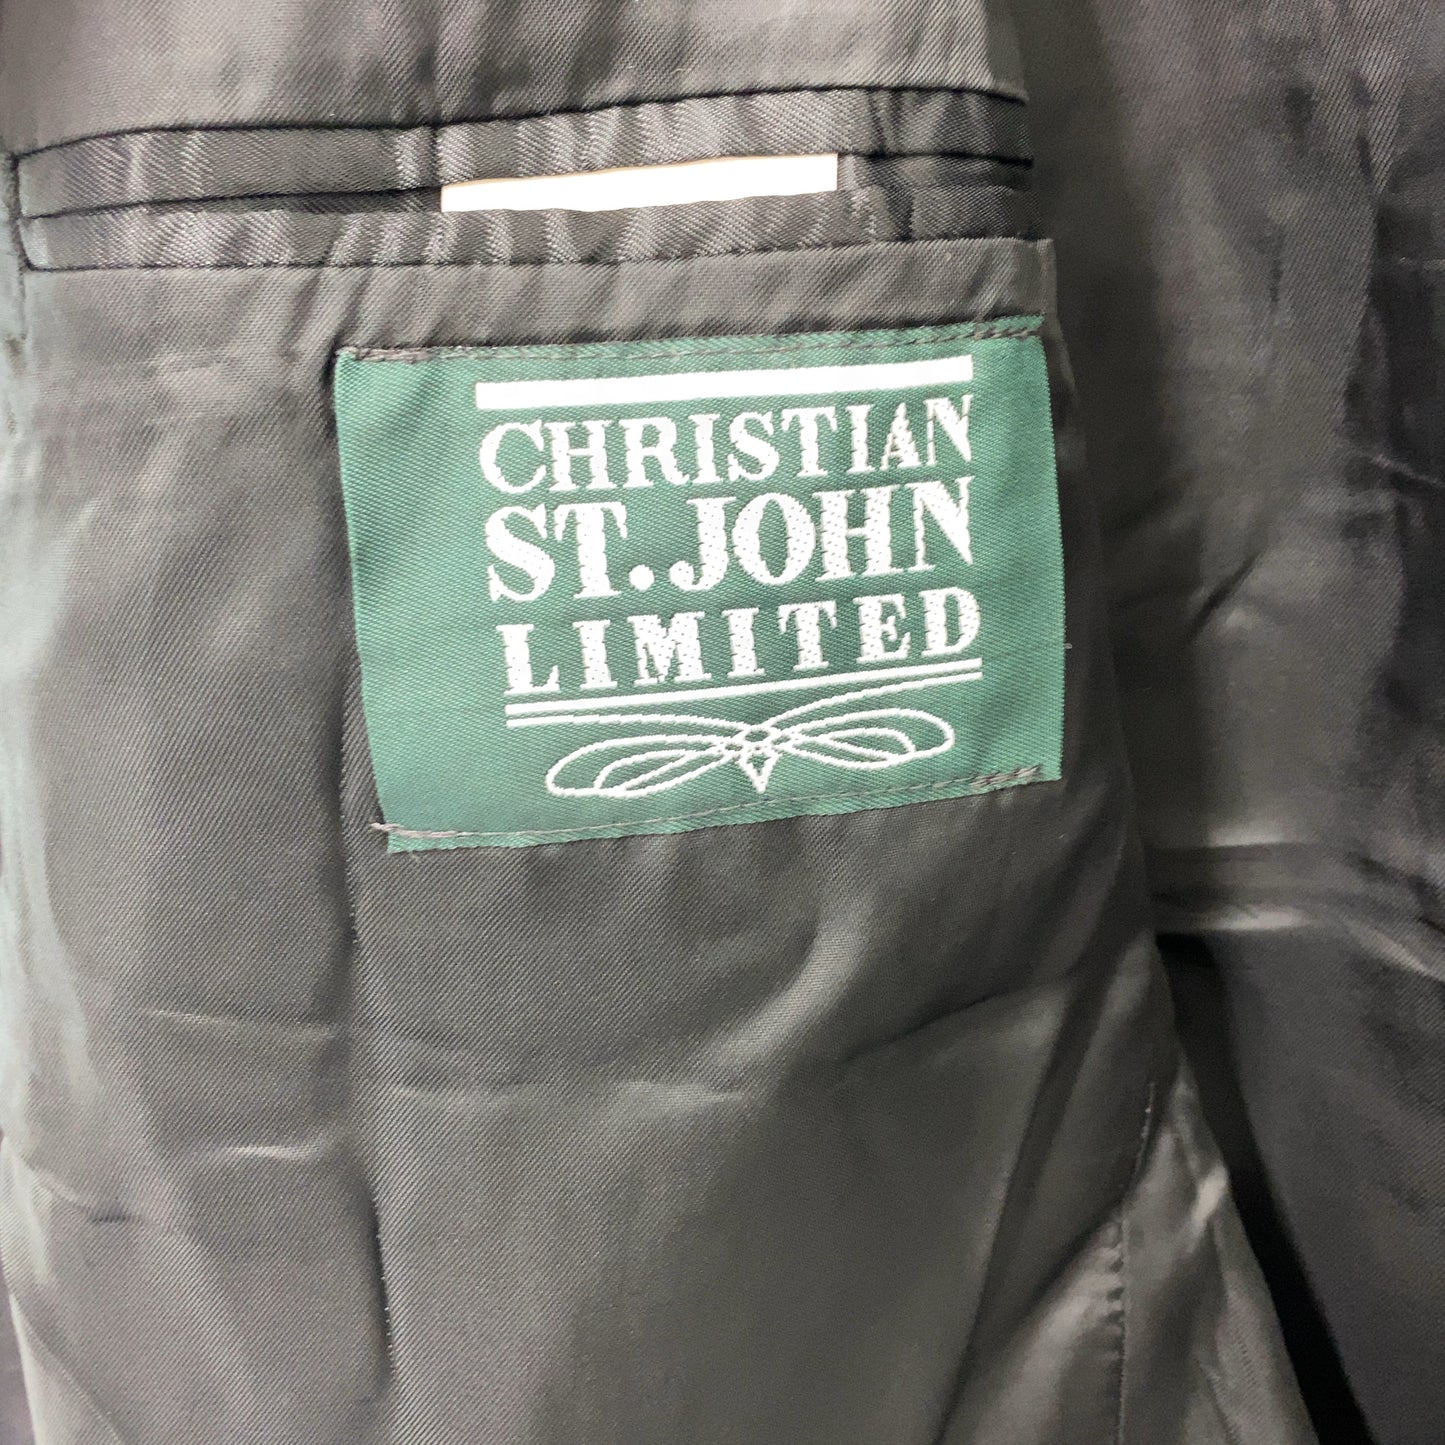 CHRISTIAN
ST. JOHN
LIMITED